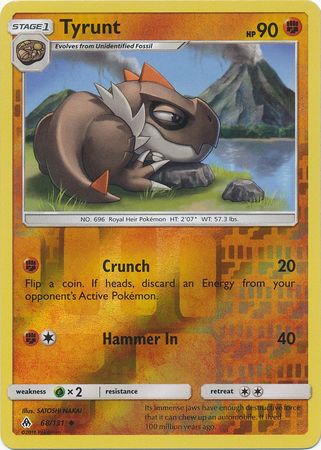 STAGE1
Tyrunt
HP90
Evolves from Unidentified Fossil
NO. 696 Royal Heir Pokémon HT: 2'07" WT: 57.3 lbs.
Crunch 20
Flip a coin. If heads, discard an Energy from your
opponent's Active Pokémon.
Hammer In 40
weakness ×2 resistance retreat
Illus. SATOSHI NAKAI
68/131
©2018 Pokémon
Its immense jaws have enough destructive force
that it can chew up an automobile. It lived
100 million years ago.